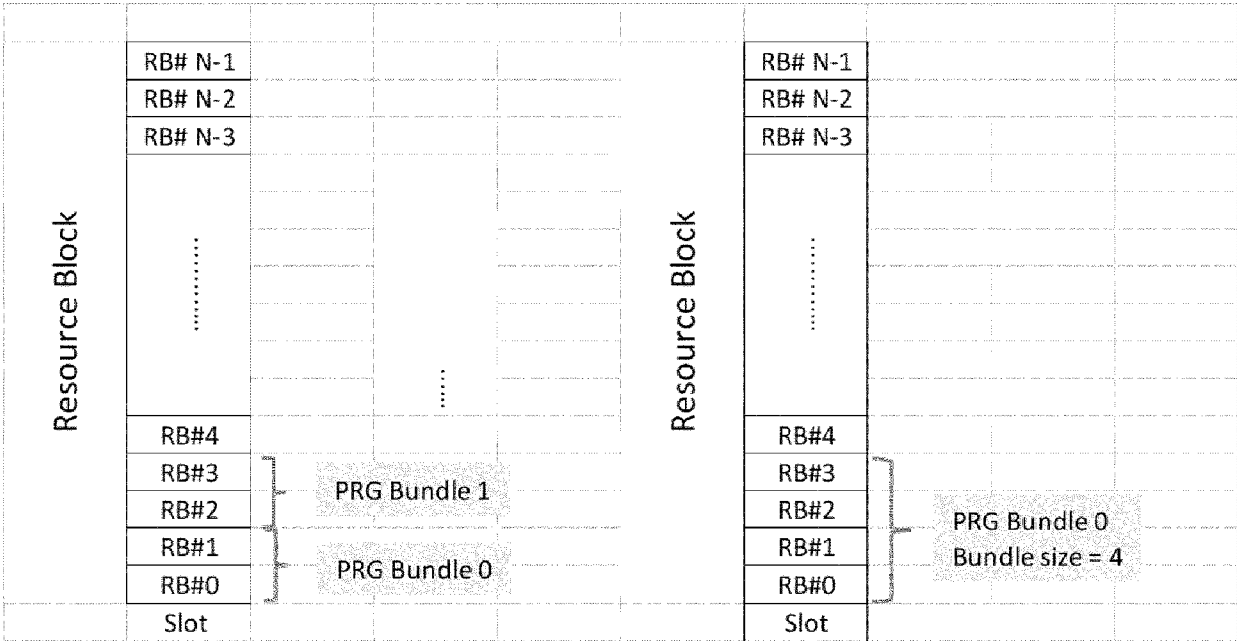 Resource Block
RB# N-1
RB# N-2
RB# N-3
........
.....
RB#4
RB#3
RB#2
RB#1
RB#0
Slot
PRG Bundle 1
PRG Bundle 0
Resource Block
RB# N-1
RB# N-2
RB# N-3
........
RB#4
RB#3
RB#2
RB#1
RB#0
Slot
PRG Bundle 0
Bundle size = 4